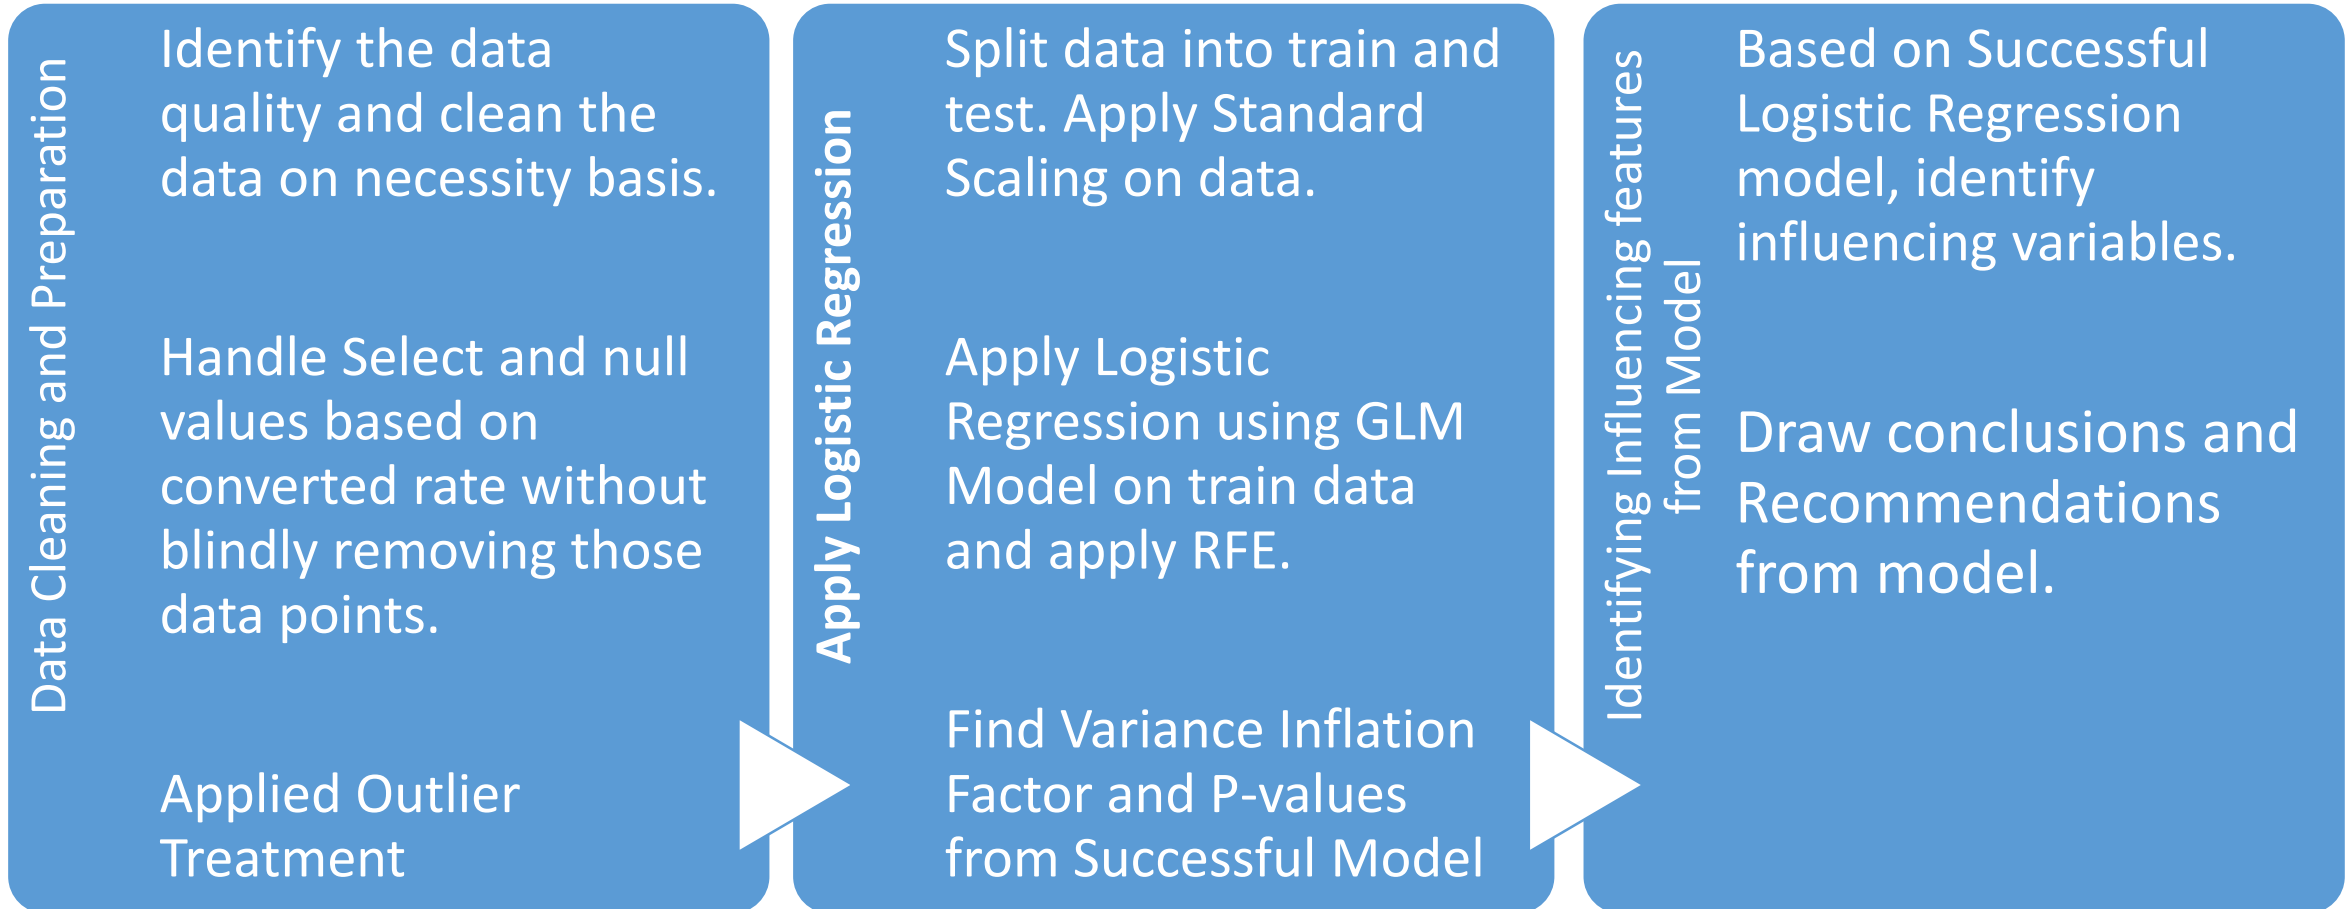 Data Cleaning and Preparation
Identify the data
quality and clean the
data on necessity basis.
Handle Select and null
values based on
converted rate without
blindly removing those
data points.
Applied Outlier
Treatment
Apply Logistic Regression
Split data into train and
test. Apply Standard
Scaling on data.
Apply Logistic
Regression using GLM
Model on train data
and apply RFE.
Find Variance Inflation
Factor and P-values
from Successful Model
Identifying Influencing features
from Model
Based on Successful
Logistic Regression
model, identify
influencing variables.
Draw conclusions and
Recommendations
from model.